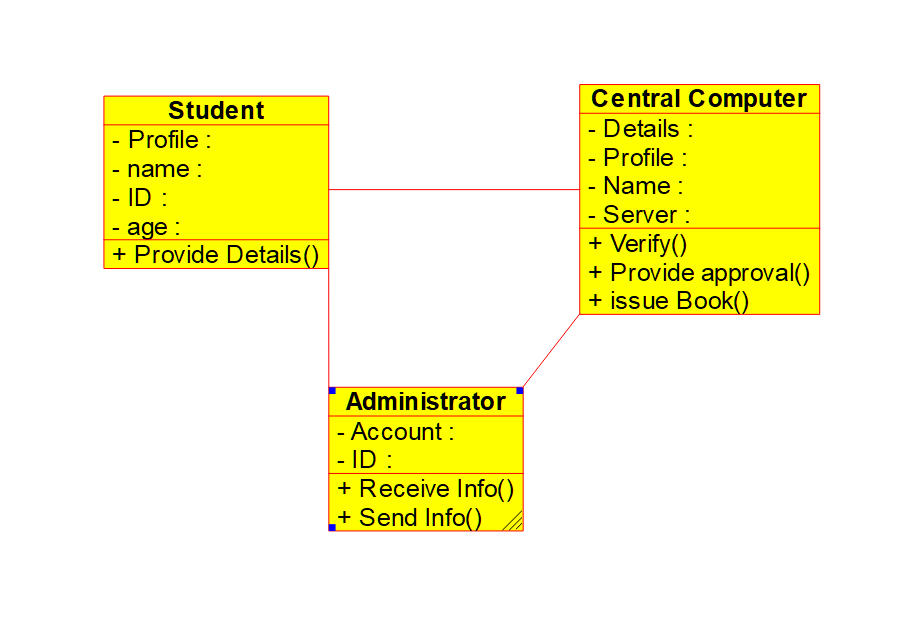 Student
- Profile :
- name :
- ID :
- age :
+ Provide Details()
Central Computer
- Details :
- Profile :
- Name :
- Server :
+ Verify()
+ Provide approval()
+ issue Book()
Administrator
- Account :
- ID :
+ Receive Info()
+ Send Info()